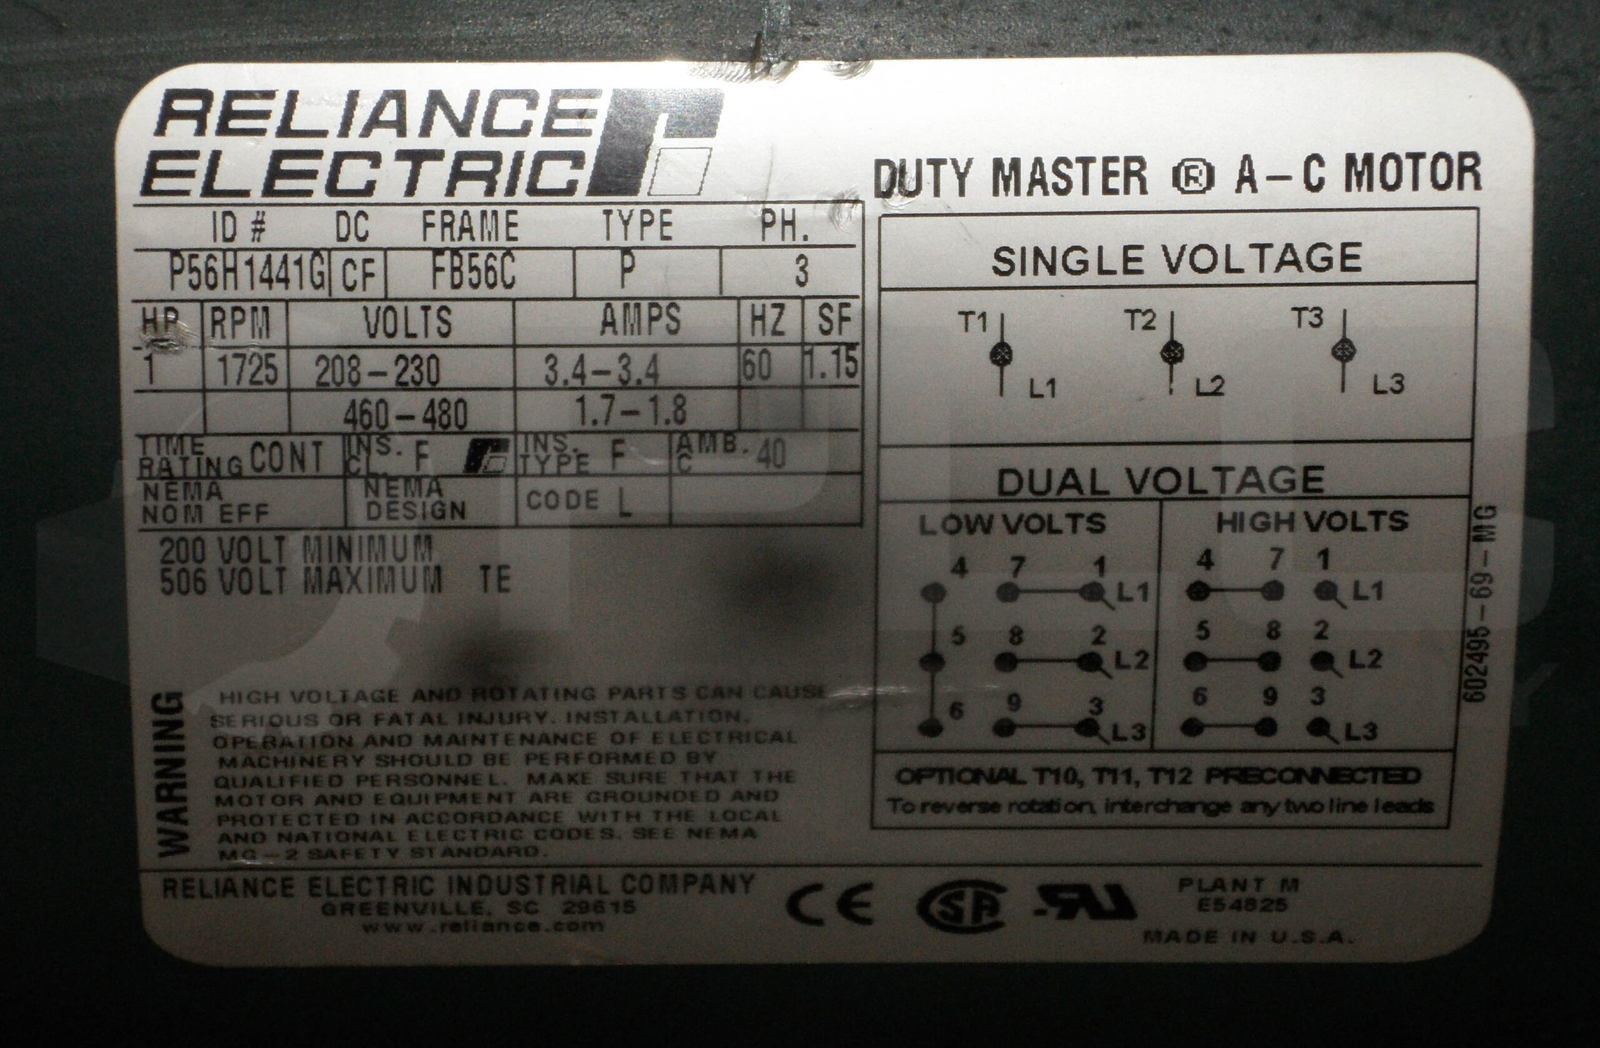 RELIANCE
ELECTRIC
DUTY MASTER ® A-C MOTOR
ID # DC FRAME TYPE PH.
P56H1441G CF FB56C P 3
HP RPM VOLTS AMPS HZ SF
1 1725 208-230 3.4-3.4 60 1.15
460-480 1.7-1.8
TIME RATING CONT INS. CL. F INS. TYPE F AMB. C 40
NEMA NOM EFF NEMA DESIGN CODE L
200 VOLT MINIMUM
506 VOLT MAXIMUM TE
WARNING
HIGH VOLTAGE AND ROTATING PARTS CAN CAUSE
SERIOUS OR FATAL INJURY. INSTALLATION,
OPERATION AND MAINTENANCE OF ELECTRICAL
MACHINERY SHOULD BE PERFORMED BY
QUALIFIED PERSONNEL. MAKE SURE THAT THE
MOTOR AND EQUIPMENT ARE GROUNDED AND
PROTECTED IN ACCORDANCE WITH THE LOCAL
AND NATIONAL ELECTRIC CODES. SEE NEMA
MG-2 SAFETY STANDARD.
SINGLE VOLTAGE
T1 T2 T3
L1 L2 L3
DUAL VOLTAGE
LOW VOLTS HIGH VOLTS
4 7 1 4 7 1
L1 L1
5 8 2 5 8 2
L2 L2
6 9 3 6 9 3
L3 L3
OPTIONAL T10, T11, T12 PRECONNECTED
To reverse rotation, interchange any two line leads
602495-69-MG
RELIANCE ELECTRIC INDUSTRIAL COMPANY
GREENVILLE, SC 29615
www.reliance.com
CE
CSA
PLANT M
E54825
MADE IN U.S.A.